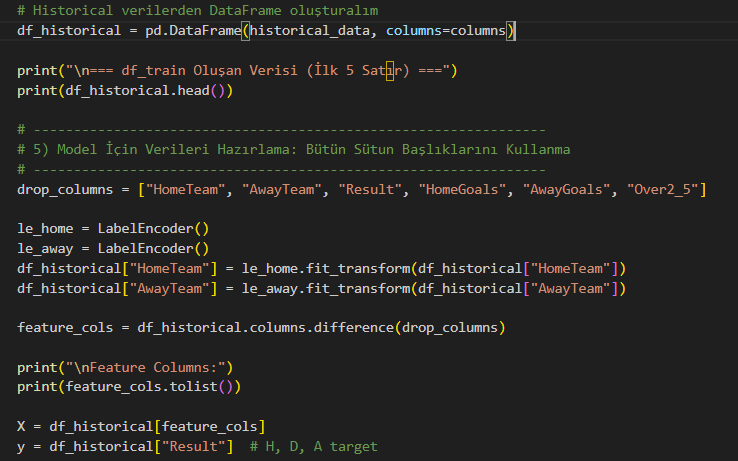 # Historical verilerden DataFrame oluşturalım
df_historical = pd.DataFrame(historical_data, columns=columns)
print("\n=== df_train Oluşan Verisi (İlk 5 Satır) ===")
print(df_historical.head())
# ----------------------------------------------------------------
# 5) Model İçin Verileri Hazırlama: Bütün Sütun Başlıklarını Kullanma
# ----------------------------------------------------------------
drop_columns = ["HomeTeam", "AwayTeam", "Result", "HomeGoals", "AwayGoals", "Over2_5"]
le_home = LabelEncoder()
le_away = LabelEncoder()
df_historical["HomeTeam"] = le_home.fit_transform(df_historical["HomeTeam"])
df_historical["AwayTeam"] = le_away.fit_transform(df_historical["AwayTeam"])
feature_cols = df_historical.columns.difference(drop_columns)
print("\nFeature Columns:")
print(feature_cols.tolist())
X = df_historical[feature_cols]
y = df_historical["Result"]  # H, D, A target